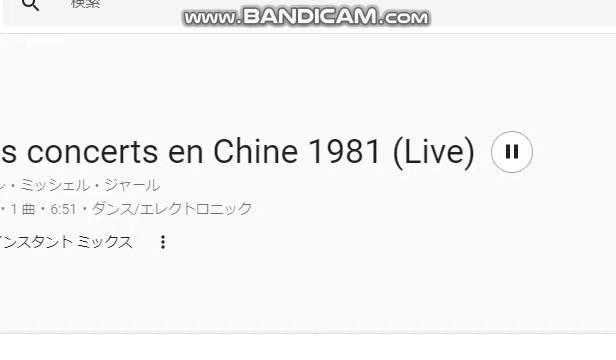 検索
www.BANDICAM.com
s concerts en Chine 1981 (Live)
・ミッシェル・ジャール
・1 曲・6:51・ダンス/エレクトロニック
インスタント ミックス